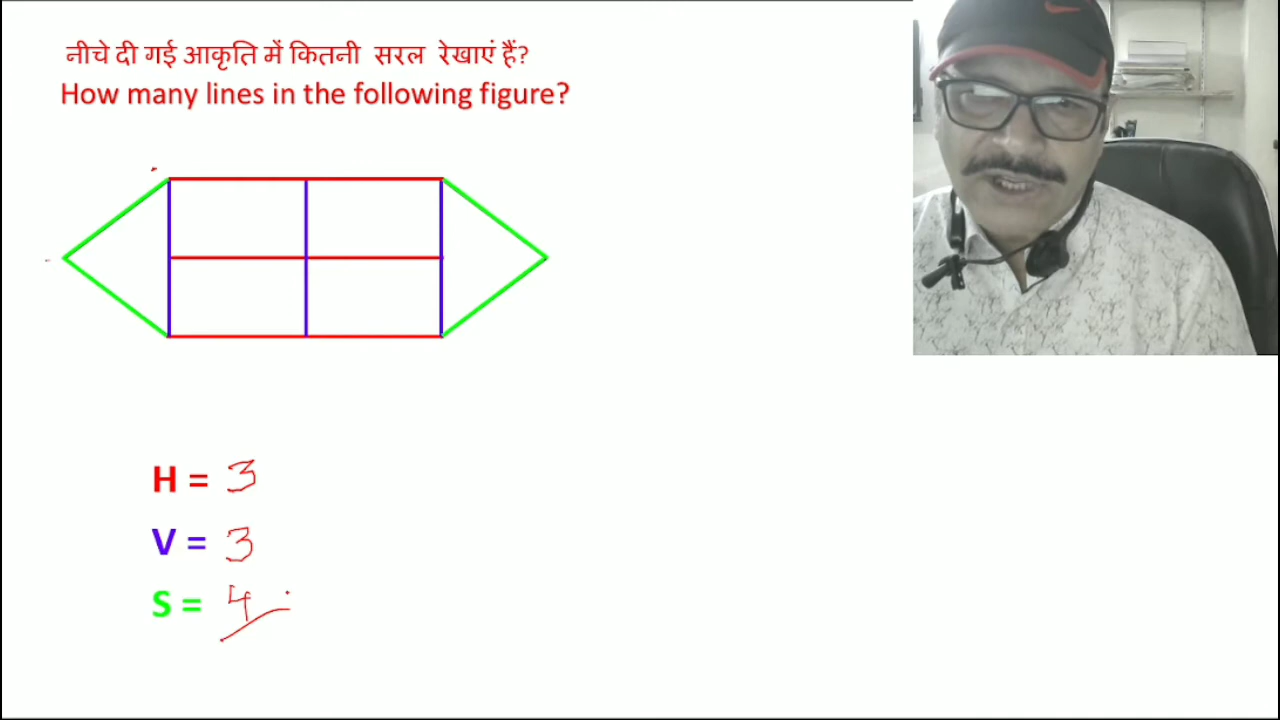 नीचे दी गई आकृति में कितनी सरल रेखाएं हैं?
How many lines in the following figure?
H = 3
V = 3
S = 4